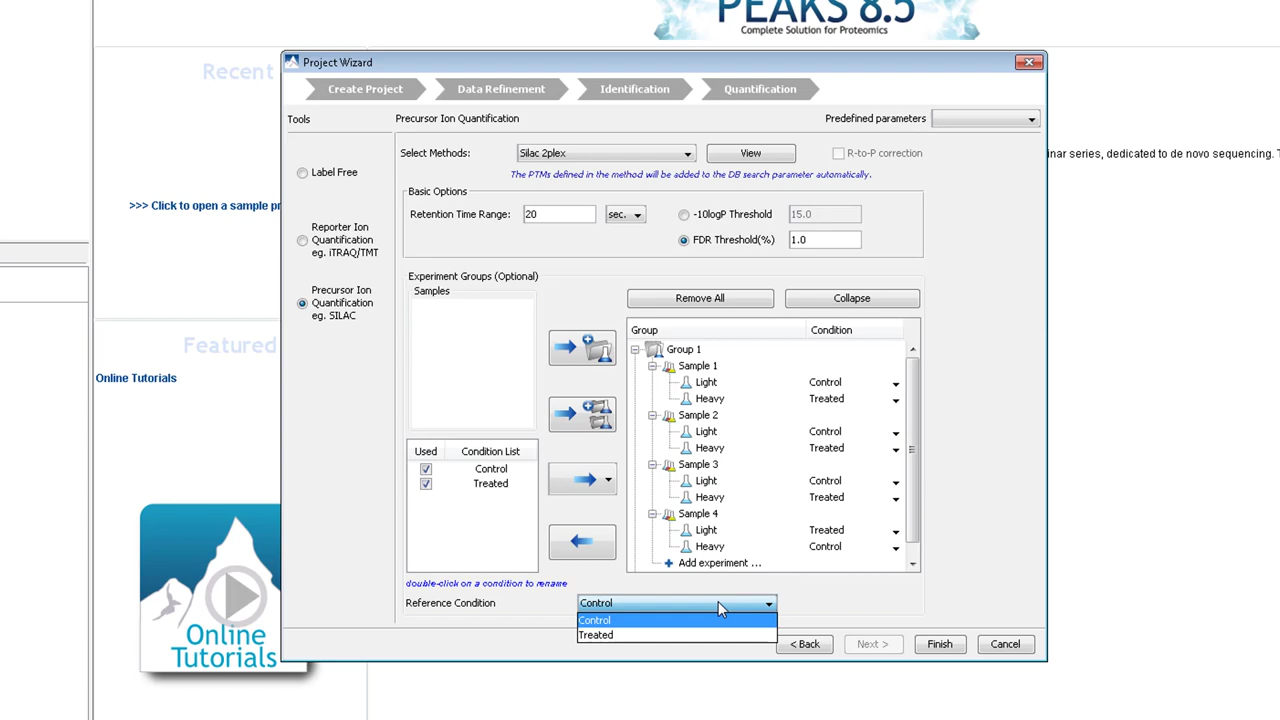 PEAKS 8.5
Complete Solution for Proteomics
Project Wizard
Recent
Create Project
Data Refinement
Identification
Quantification
Tools
Precursor Ion Quantification
Predefined parameters
Label Free
Select Methods:
Silac 2plex
View
R-to-P correction
inar series, dedicated to de novo sequencing.
The PTMs defined in the method will be added to the DB search parameter automatically.
Basic Options
>>> Click to open a sample
Retention Time Range:
20
sec.
-10logP Threshold
15.0
Reporter Ion
Quantification
eg. iTRAQ/TMT
FDR Threshold(%)
1.0
Experiment Groups (Optional)
Precursor Ion
Quantification
eg. SILAC
Samples
Remove All
Collapse
Group
Condition
Featured
Group 1
Sample 1
Online Tutorials
Light
Control
Heavy
Treated
Sample 2
Light
Control
Heavy
Treated
Used
Condition List
Control
Treated
Sample 3
Light
Control
Heavy
Treated
Sample 4
Light
Treated
Heavy
Control
Add experiment ...
double-click on a condition to rename
Reference Condition
Control
Control
Treated
Online
Tutorials
< Back
Next >
Finish
Cancel